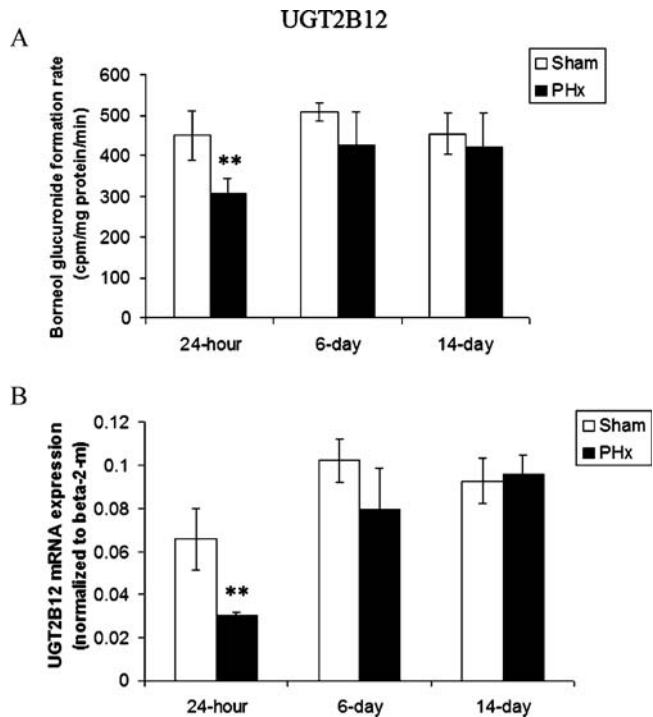 UGT2B12
A
Borneol glucuronide formation rate
(cpm/mg protein/min)
600
500
400
300
400
100
0
**
Sham
PHx
24-hour
6-day
14-day
B
UGT2B12 mRNA expression
(normalized to beta-2-m)
0.12
0.1
0.08
0.06
0.04
0.02
0
**
Sham
PHx
24-hour
6-day
14-day